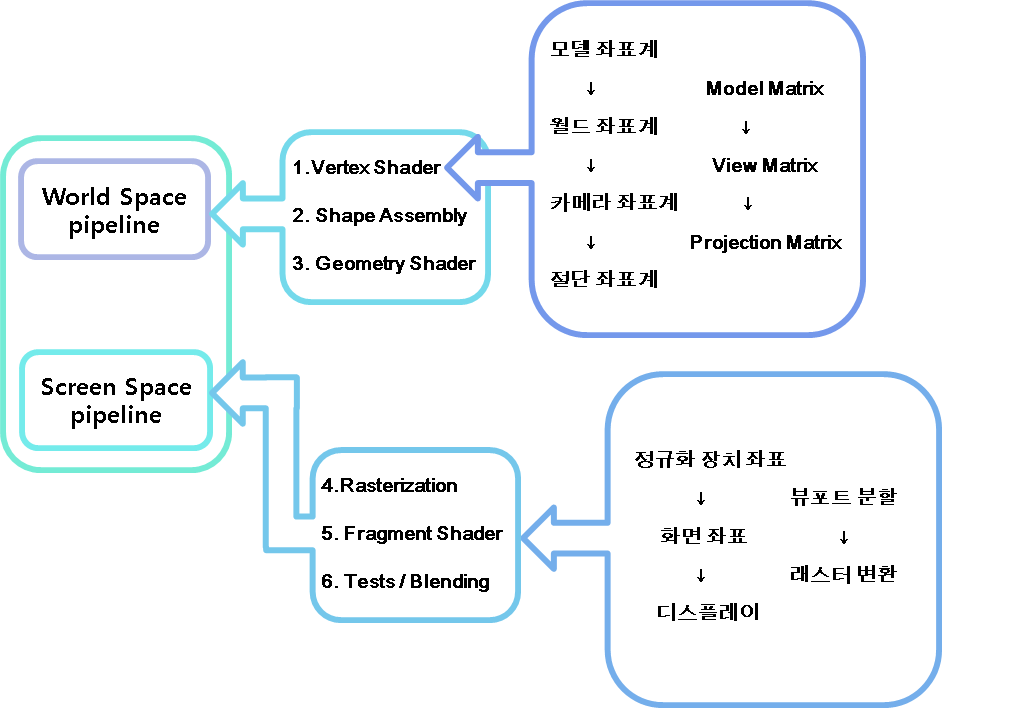 World Space
pipeline
1.Vertex Shader
2. Shape Assembly
3. Geometry Shader
모델 좌표계
↓ Model Matrix
월드 좌표계 ↓
↓ View Matrix
카메라 좌표계 ↓
↓ Projection Matrix
절단 좌표계
Screen Space
pipeline
4.Rasterization
5. Fragment Shader
6. Tests / Blending
정규화 장치 좌표
↓ 뷰포트 분할
화면 좌표 ↓
↓ 래스터 변환
디스플레이